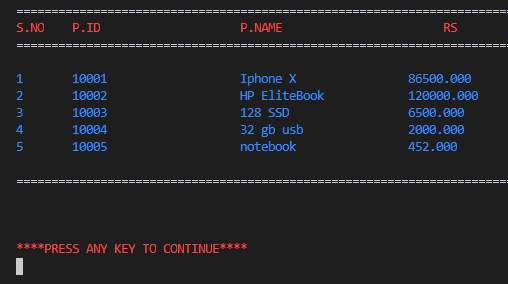 ======================================================================
S.NO    P.ID                    P.NAME                       RS
======================================================================
1       10001                   Iphone X                86500.000
2       10002                   HP EliteBook            120000.000
3       10003                   128 SSD                 6500.000
4       10004                   32 gb usb               2000.000
5       10005                   notebook                452.000
======================================================================
****PRESS ANY KEY TO CONTINUE****